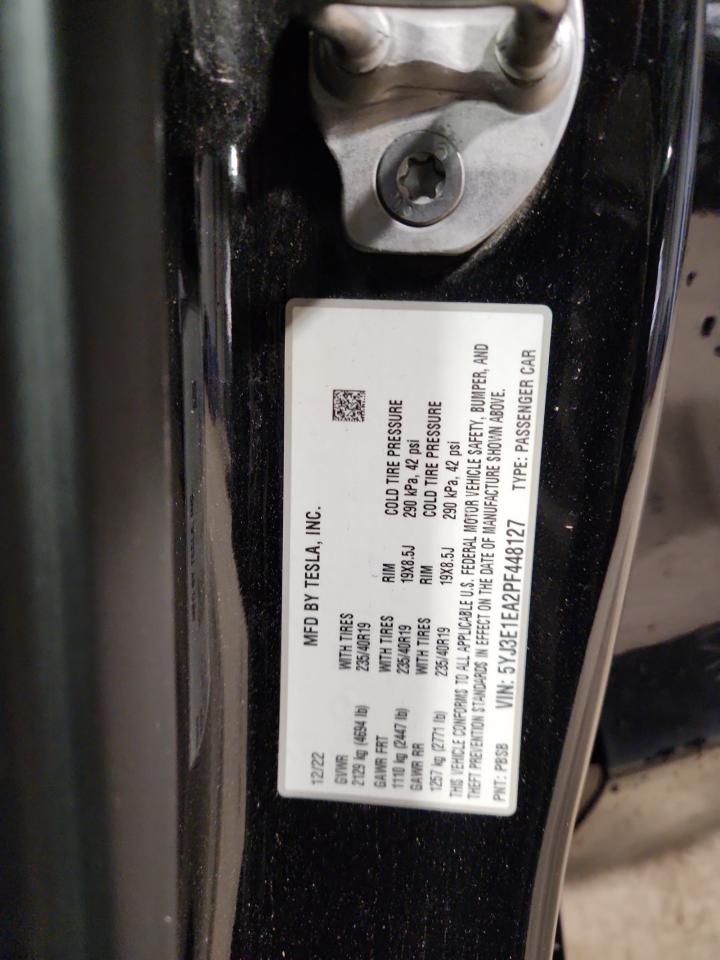 MFD BY TESLA, INC.
12/22
GVWR WITH TIRES
2129 kg (4694 lb) 235/40R19
GAWR FRT WITH TIRES RIM COLD TIRE PRESSURE
1110 kg (2447 lb) 235/40R19 19X8.5J 290 kPa, 42 psi
GAWR RR WITH TIRES RIM COLD TIRE PRESSURE
1257 kg (2771 lb) 235/40R19 19X8.5J 290 kPa, 42 psi
THIS VEHICLE CONFORMS TO ALL APPLICABLE U.S. FEDERAL MOTOR VEHICLE SAFETY, BUMPER, AND
THEFT PREVENTION STANDARDS IN EFFECT ON THE DATE OF MANUFACTURE SHOWN ABOVE.
PNT: PBSB VIN: 5YJ3E1EA2PF448127 TYPE: PASSENGER CAR